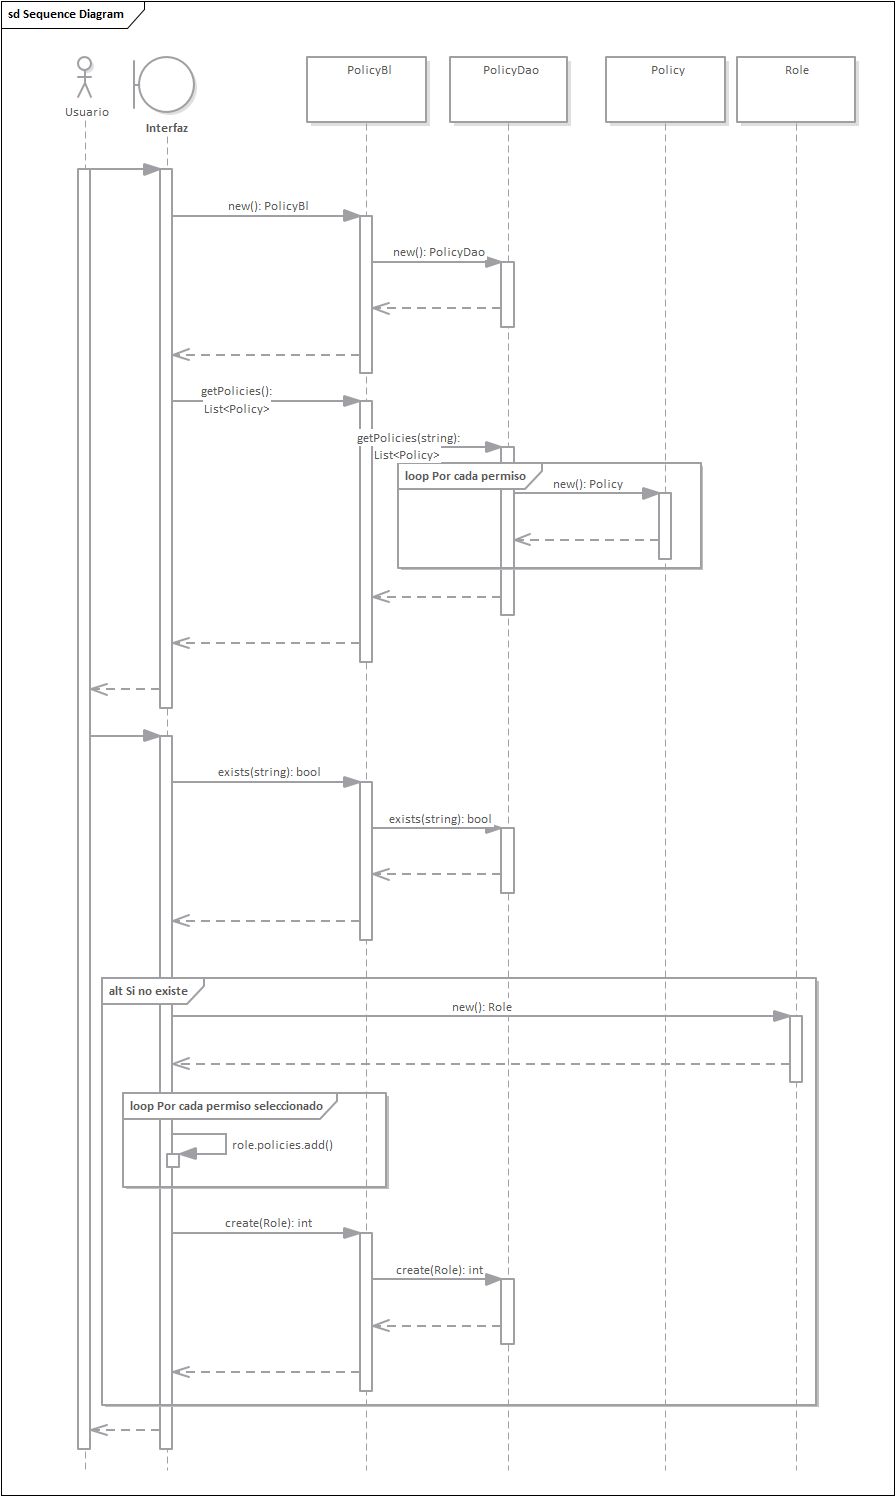 sd Sequence Diagram
Usuario
Interfaz
PolicyBl
PolicyDao
Policy
Role
new(): PolicyBl
new(): PolicyDao
getPolicies():
List<Policy>
getPolicies(string):
List<Policy>
loop Por cada permiso
new(): Policy
exists(string): bool
exists(string): bool
alt Si no existe
new(): Role
loop Por cada permiso seleccionado
role.policies.add()
create(Role): int
create(Role): int